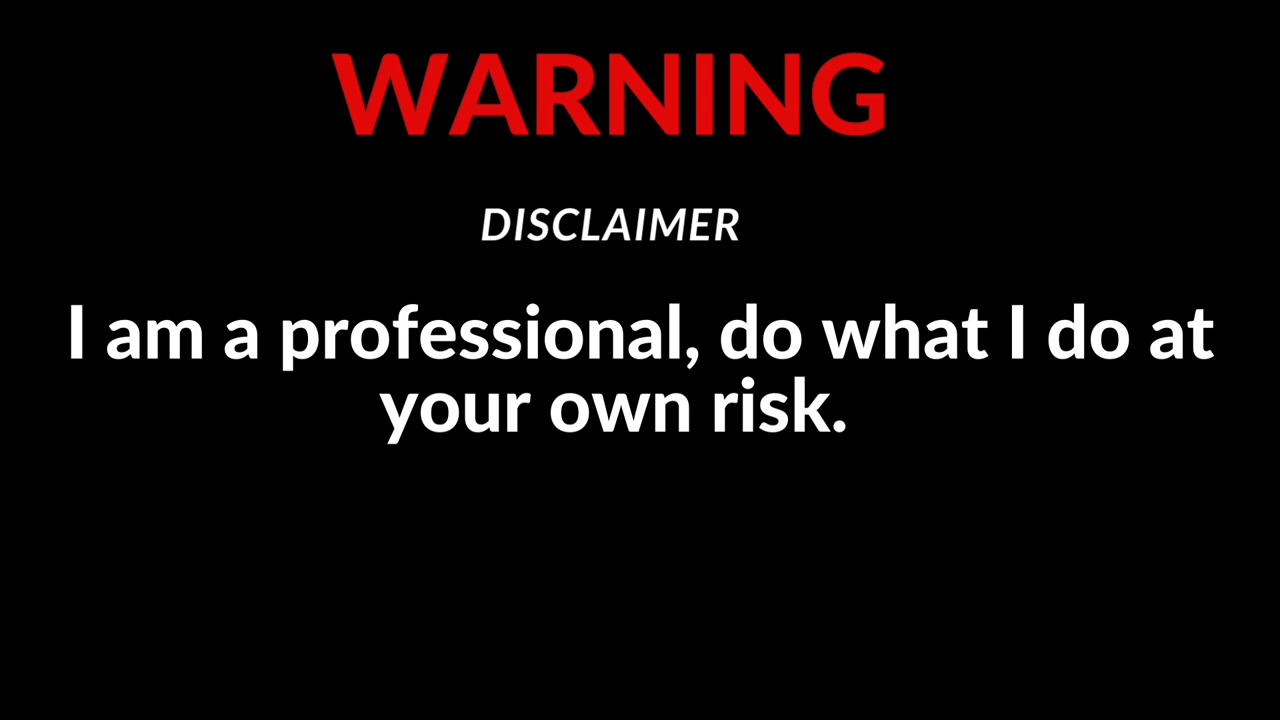 WARNING
DISCLAIMER
I am a professional, do what I do at
your own risk.